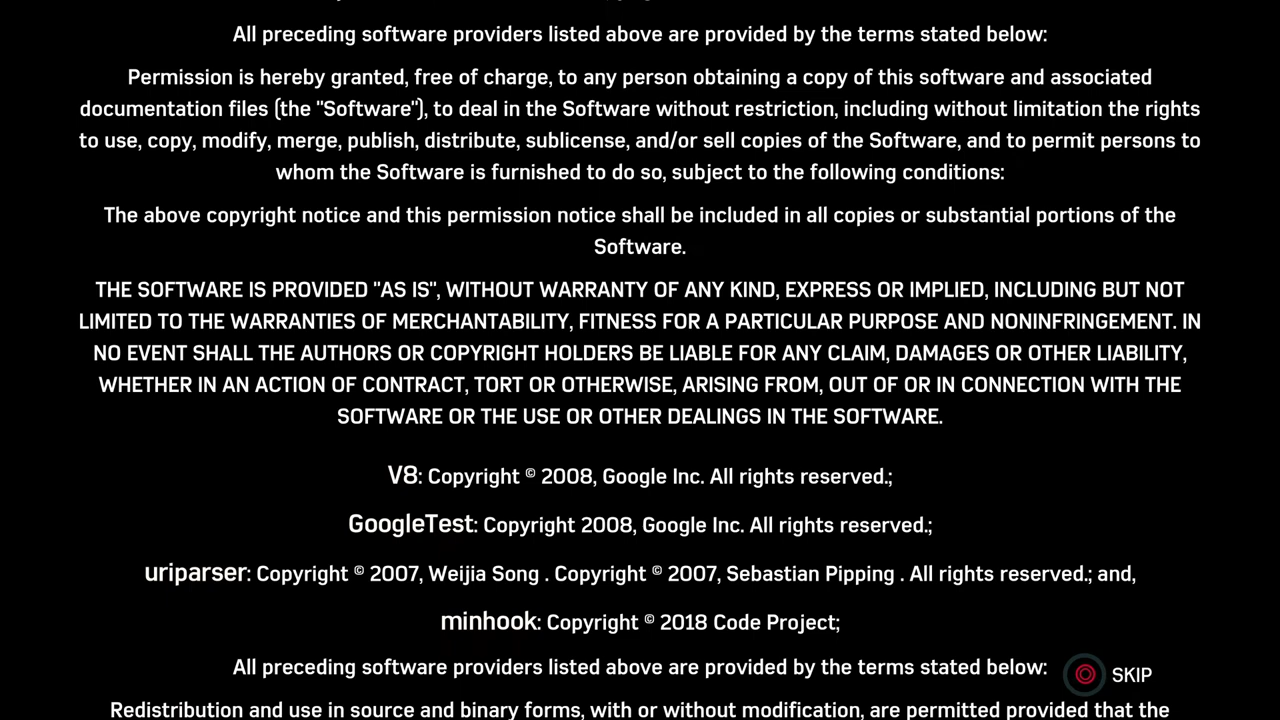 All preceding software providers listed above are provided by the terms stated below:
Permission is hereby granted, free of charge, to any person obtaining a copy of this software and associated
documentation files (the "Software"), to deal in the Software without restriction, including without limitation the rights
to use, copy, modify, merge, publish, distribute, sublicense, and/or sell copies of the Software, and to permit persons to
whom the Software is furnished to do so, subject to the following conditions:
The above copyright notice and this permission notice shall be included in all copies or substantial portions of the
Software.
THE SOFTWARE IS PROVIDED "AS IS", WITHOUT WARRANTY OF ANY KIND, EXPRESS OR IMPLIED, INCLUDING BUT NOT
LIMITED TO THE WARRANTIES OF MERCHANTABILITY, FITNESS FOR A PARTICULAR PURPOSE AND NONINFRINGEMENT. IN
NO EVENT SHALL THE AUTHORS OR COPYRIGHT HOLDERS BE LIABLE FOR ANY CLAIM, DAMAGES OR OTHER LIABILITY,
WHETHER IN AN ACTION OF CONTRACT, TORT OR OTHERWISE, ARISING FROM, OUT OF OR IN CONNECTION WITH THE
SOFTWARE OR THE USE OR OTHER DEALINGS IN THE SOFTWARE.
V8: Copyright © 2008, Google Inc. All rights reserved.;
GoogleTest: Copyright 2008, Google Inc. All rights reserved.;
uriparser: Copyright © 2007, Weijia Song . Copyright © 2007, Sebastian Pipping . All rights reserved.; and,
minhook: Copyright © 2018 Code Project;
All preceding software providers listed above are provided by the terms stated below:
SKIP
Redistribution and use in source and binary forms, with or without modification, are permitted provided that the